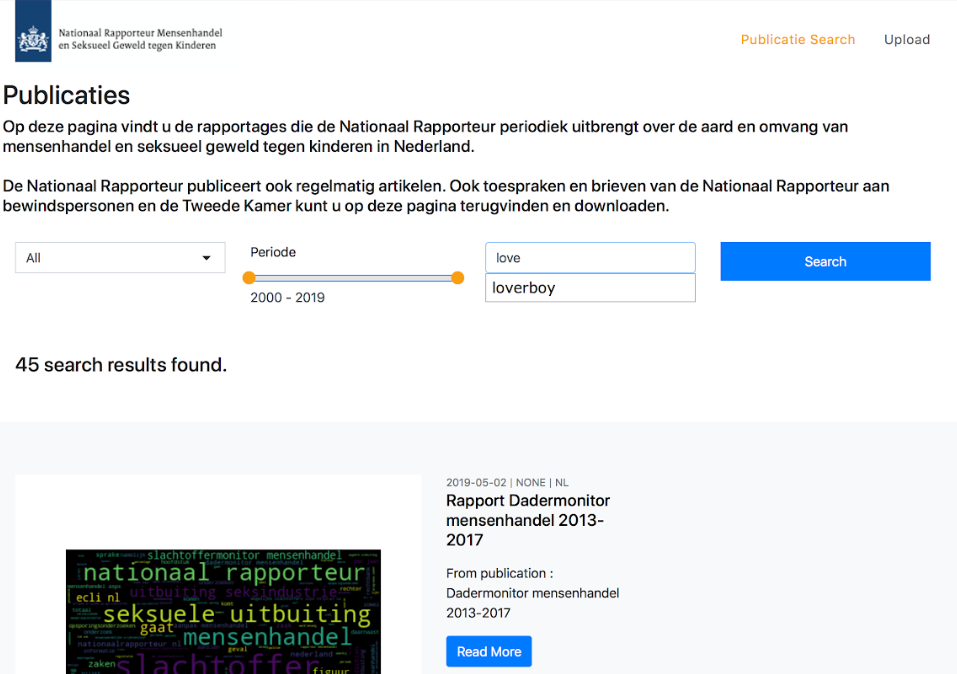 Nationaal Rapporteur Mensenhandel
en Seksueel Geweld tegen Kinderen
Publicatie Search
Upload
Publicaties
Op deze pagina vindt u de rapportages die de Nationaal Rapporteur periodiek uitbrengt over de aard en omvang van
mensenhandel en seksueel geweld tegen kinderen in Nederland.
De Nationaal Rapporteur publiceert ook regelmatig artikelen. Ook toespraken en brieven van de Nationaal Rapporteur aan
bewindspersonen en de Tweede Kamer kunt u op deze pagina terugvinden en downloaden.
All
Periode
2000 - 2019
love
loverboy
Search
45 search results found.
2019-05-02 | NONE | NL
Rapport Dadermonitor
mensenhandel 2013-
2017
From publication :
Dadermonitor mensenhandel
2013-2017
Read More
slachtoffermonitor mensenhandel
dadermonitor mensenhandel
nationaal rapporteur
ecli nl
uitbuiting seksindustrie
rechter
seksuele uitbuiting
gaat
mensenhandel
nationaalrapporteur nl
geval
zaken
slachtoffer
figuur